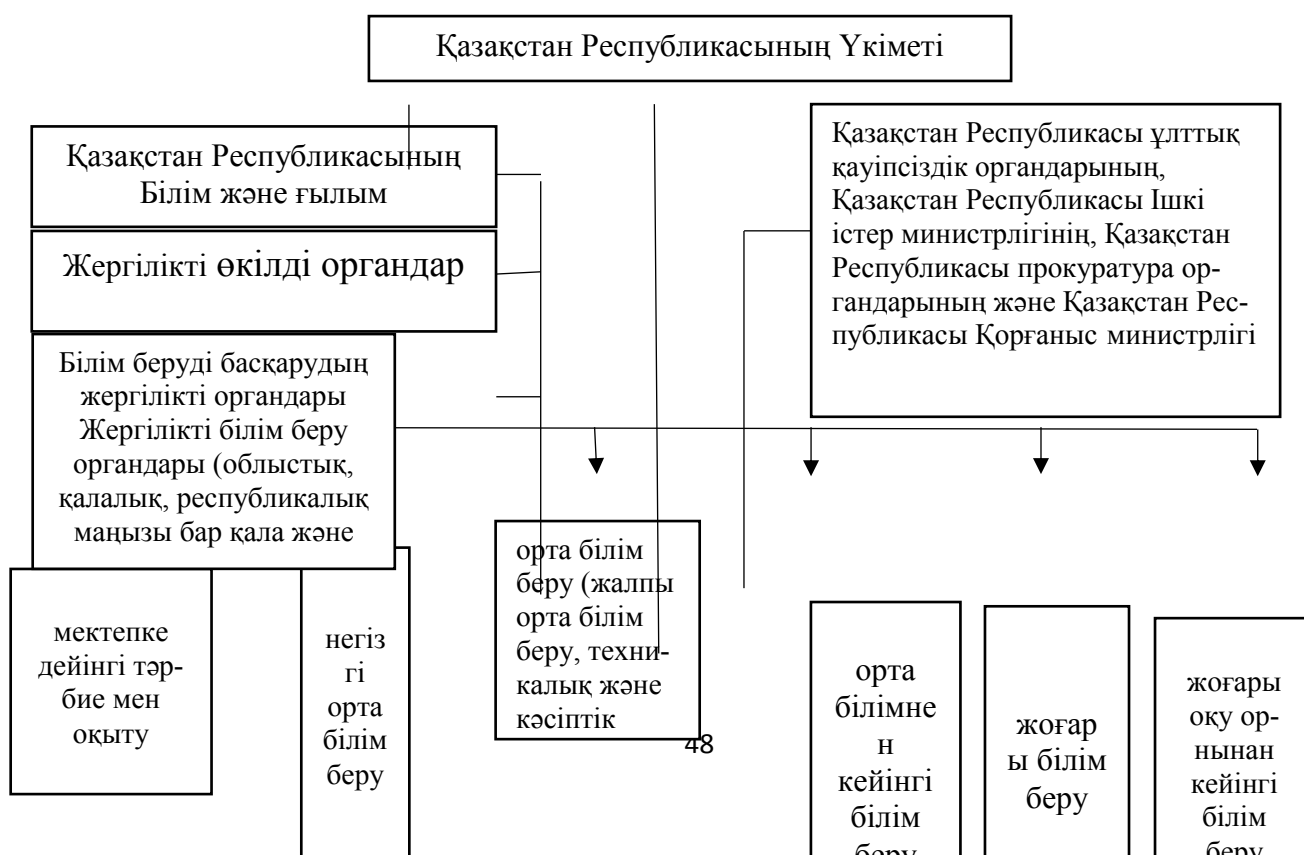 Қазақстан Республикасының Үкіметі
Қазақстан Республикасының
Білім және ғылым
Жергілікті өкілді органдар
Білім беруді басқарудың
жергілікті органдары
Жергілікті білім беру
органдары (облыстық,
қалалық, республикалық
маңызы бар қала және
Қазақстан Республикасы ұлттық
қауіпсіздік органдарының,
Қазақстан Республикасы Ішкі
істер министрлігінің, Қазақстан
Республикасы прокуратура ор-
гандарының және Қазақстан Рес-
публикасы Қорғаныс министрлігі
мектепке
дейінгі тәр-
бие мен
оқыту
негіз
гі
орта
білім
беру
орта білім
беру (жалпы
орта білім
беру, техни-
калық және
кәсіптік
орта
білімне
н
кейінгі
білім
беру
жоғар
ы білім
беру
жоғары
оқу ор-
нынан
кейінгі
білім
беру
48